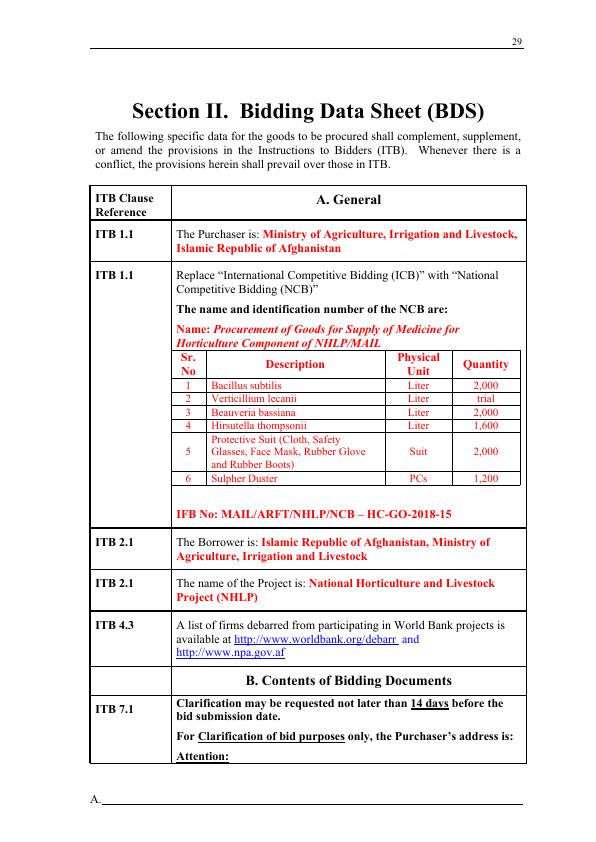 29
Section II.  Bidding Data Sheet (BDS)
The following specific data for the goods to be procured shall complement, supplement,
or amend the provisions in the Instructions to Bidders (ITB).  Whenever there is a
conflict, the provisions herein shall prevail over those in ITB.
ITB Clause
Reference
A. General
ITB 1.1
The Purchaser is: Ministry of Agriculture, Irrigation and Livestock,
Islamic Republic of Afghanistan
ITB 1.1
Replace “International Competitive Bidding (ICB)” with “National
Competitive Bidding (NCB)”
The name and identification number of the NCB are:
Name: Procurement of Goods for Supply of Medicine for
Horticulture Component of NHLP/MAIL
Sr.
No
Description
Physical
Unit
Quantity
1 Bacillus subtilis Liter 2,000
2 Verticillium lecanii Liter trial
3 Beauveria bassiana Liter 2,000
4 Hirsutella thompsonii Liter 1,600
5 Protective Suit (Cloth, Safety
Glasses, Face Mask, Rubber Glove
and Rubber Boots) Suit 2,000
6 Sulpher Duster PCs 1,200
IFB No: MAIL/ARFT/NHLP/NCB – HC-GO-2018-15
ITB 2.1
The Borrower is: Islamic Republic of Afghanistan, Ministry of
Agriculture, Irrigation and Livestock
ITB 2.1
The name of the Project is: National Horticulture and Livestock
Project (NHLP)
ITB 4.3
A list of firms debarred from participating in World Bank projects is
available at http://www.worldbank.org/debarr  and
http://www.npa.gov.af
B. Contents of Bidding Documents
ITB 7.1
Clarification may be requested not later than 14 days before the
bid submission date.
For Clarification of bid purposes only, the Purchaser’s address is:
Attention:
A.